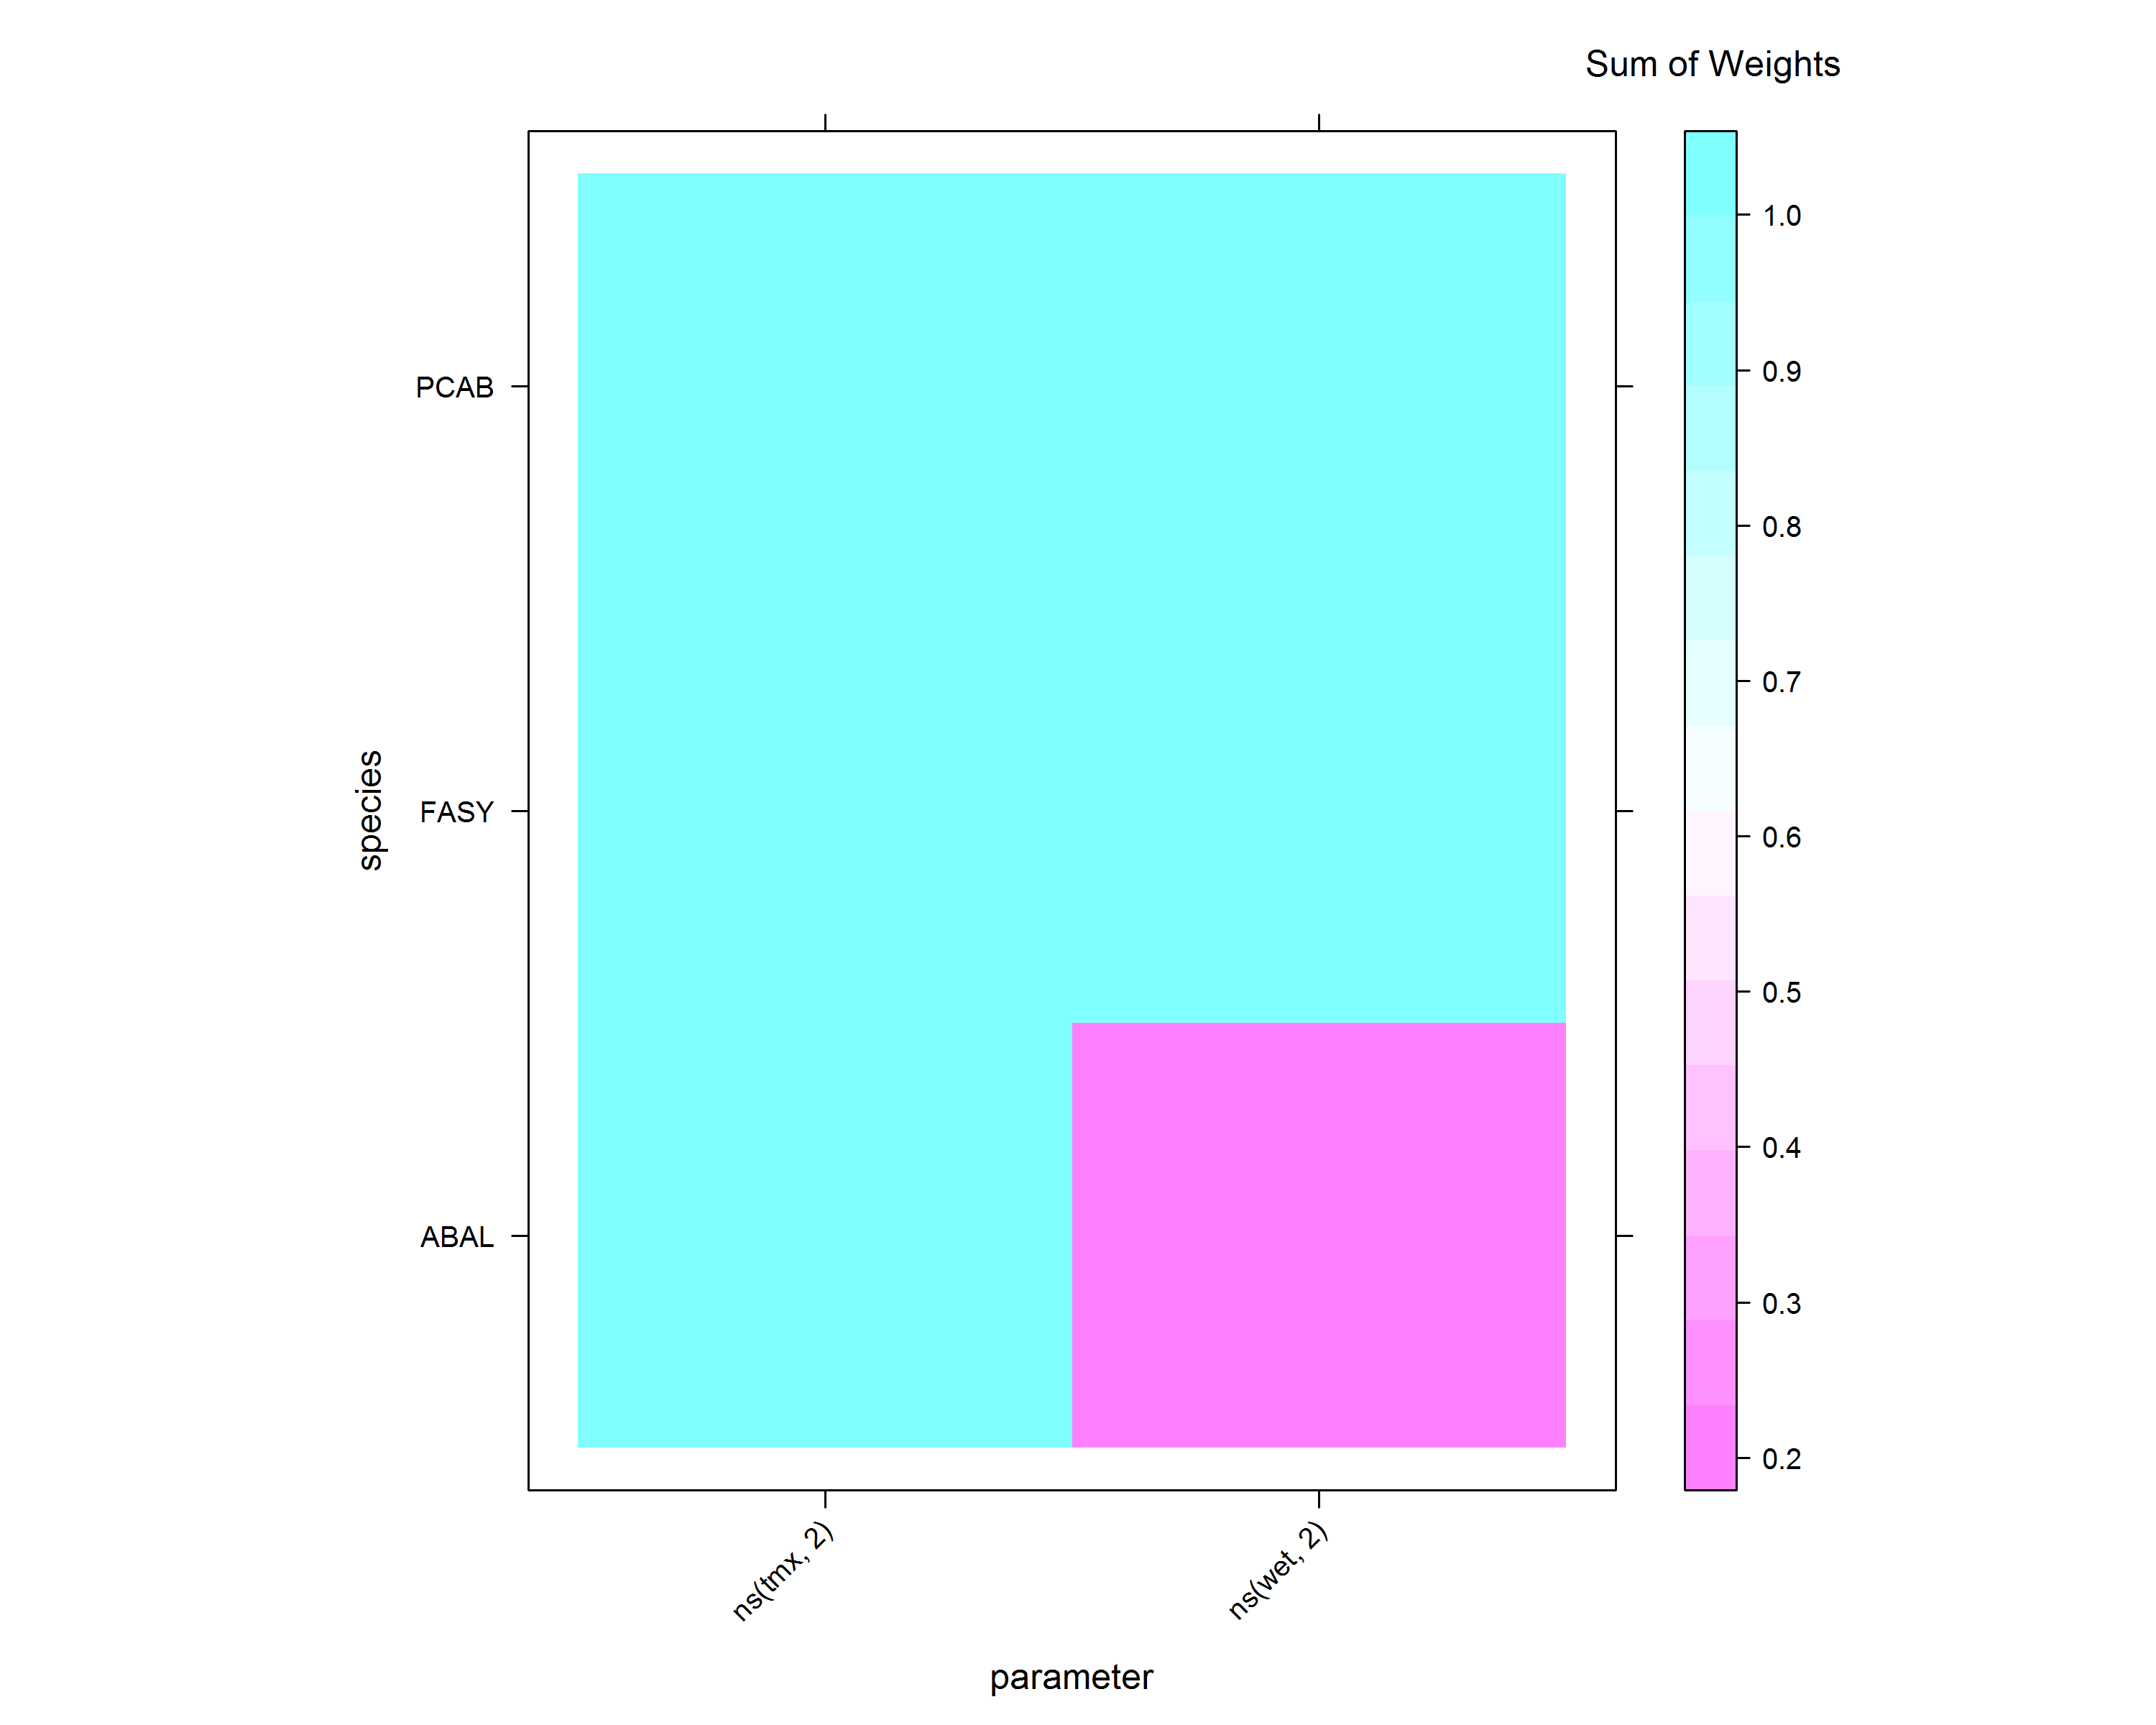 Sum of Weights
1.0
0.9
PCAB
0.8
0.7
0.6
species
FASY
0.5
0.4
ABAL
0.3
0.2
ns(tmx, 2)
ns(wet, 2)
parameter